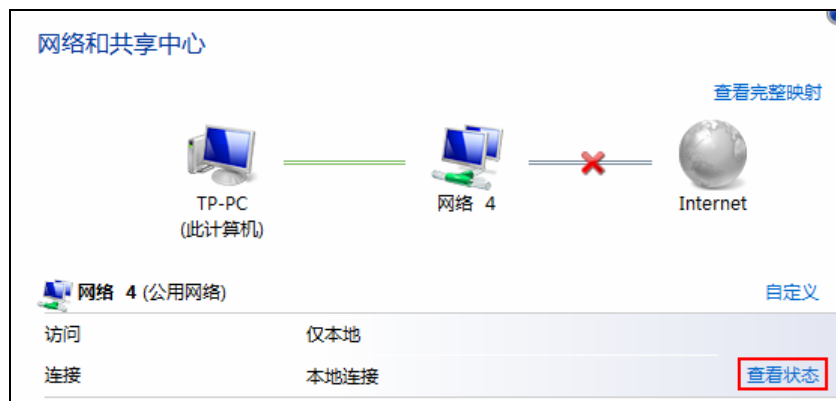 网络和共享中心
查看完整映射
TP-PC
(此计算机)
网络 4
Internet
网络 4 (公用网络)
自定义
访问
仅本地
连接
本地连接
查看状态